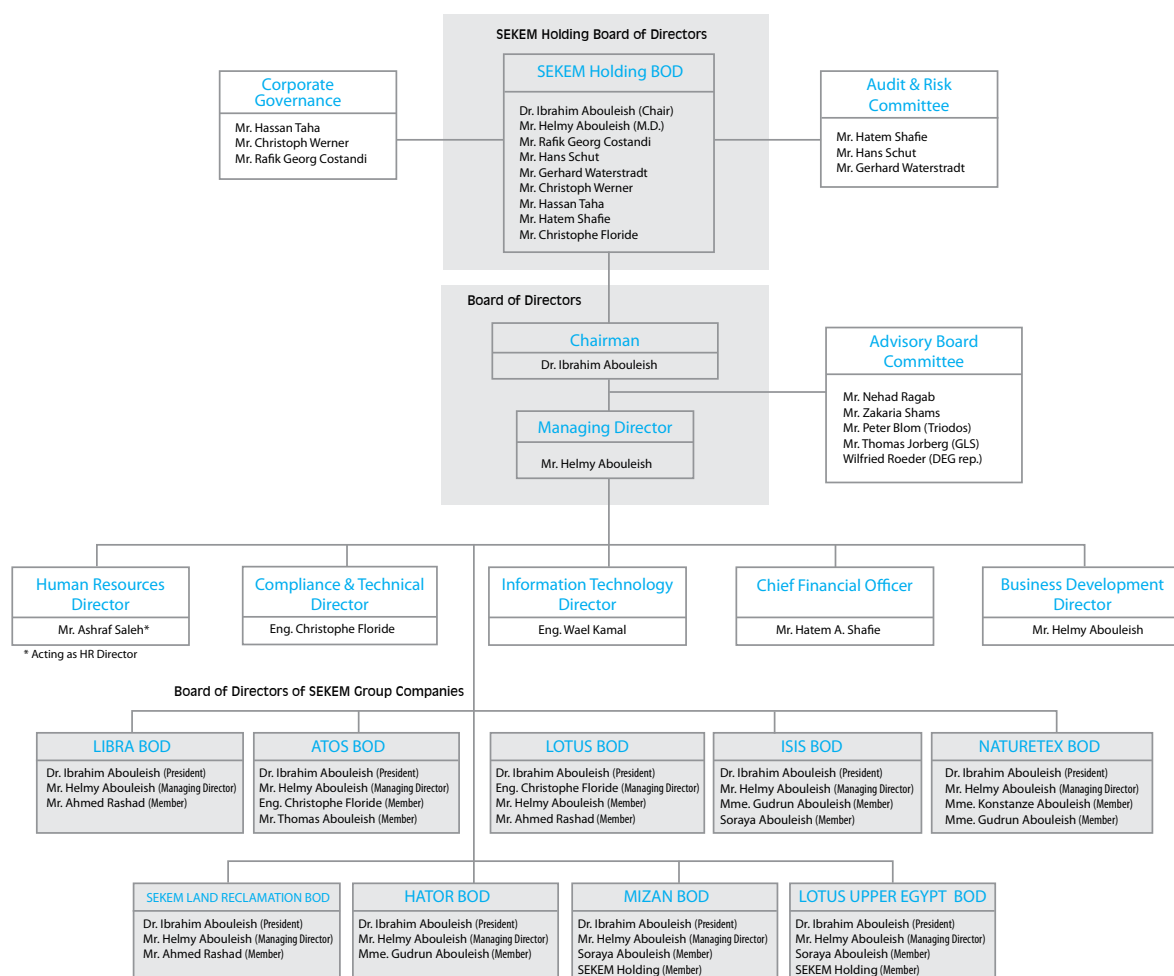 SEKEM Holding Board of Directors
SEKEM Holding BOD
Dr. Ibrahim Abouleish (Chair)
Mr. Helmy Abouleish (M.D.)
Mr. Rafik Georg Costandi
Mr. Hans Schut
Mr. Gerhard Waterstradt
Mr. Christoph Werner
Mr. Hassan Taha
Mr. Hatem Shafie
Mr. Christophe Floride
Corporate
Governance
Mr. Hassan Taha
Mr. Christoph Werner
Mr. Rafik Georg Costandi
Audit & Risk
Committee
Mr. Hatem Shafie
Mr. Hans Schut
Mr. Gerhard Waterstradt
Board of Directors
Chairman
Dr. Ibrahim Abouleish
Managing Director
Mr. Helmy Abouleish
Advisory Board
Committee
Mr. Nehad Ragab
Mr. Zakaria Shams
Mr. Peter Blom (Triodos)
Mr. Thomas Jorberg (GLS)
Wilfried Roeder (DEG rep.)
Human Resources
Director
Mr. Ashraf Saleh*
* Acting as HR Director
Compliance & Technical
Director
Eng. Christophe Floride
Information Technology
Director
Eng. Wael Kamal
Chief Financial Officer
Mr. Hatem A. Shafie
Business Development
Director
Mr. Helmy Abouleish
Board of Directors of SEKEM Group Companies
LIBRA BOD
Dr. Ibrahim Abouleish (President)
Mr. Helmy Abouleish (Managing Director)
Mr. Ahmed Rashad (Member)
ATOS BOD
Dr. Ibrahim Abouleish (President)
Mr. Helmy Abouleish (Managing Director)
Eng. Christophe Floride (Member)
Mr. Thomas Abouleish (Member)
LOTUS BOD
Dr. Ibrahim Abouleish (President)
Eng. Christophe Floride (Managing Director)
Mr. Helmy Abouleish (Member)
Mr. Ahmed Rashad (Member)
ISIS BOD
Dr. Ibrahim Abouleish (President)
Mr. Helmy Abouleish (Managing Director)
Mme. Gudrun Abouleish (Member)
Soraya Abouleish (Member)
NATURETEX BOD
Dr. Ibrahim Abouleish (President)
Mr. Helmy Abouleish (Managing Director)
Mme. Konstanze Abouleish (Member)
Mme. Gudrun Abouleish (Member)
SEKEM LAND RECLAMATION BOD
Dr. Ibrahim Abouleish (President)
Mr. Helmy Abouleish (Managing Director)
Mr. Ahmed Rashad (Member)
HATOR BOD
Dr. Ibrahim Abouleish (President)
Mr. Helmy Abouleish (Managing Director)
Mme. Gudrun Abouleish (Member)
MIZAN BOD
Dr. Ibrahim Abouleish (President)
Mr. Helmy Abouleish (Managing Director)
Soraya Abouleish (Member)
SEKEM Holding (Member)
LOTUS UPPER EGYPT BOD
Dr. Ibrahim Abouleish (President)
Mr. Helmy Abouleish (Managing Director)
Soraya Abouleish (Member)
SEKEM Holding (Member)